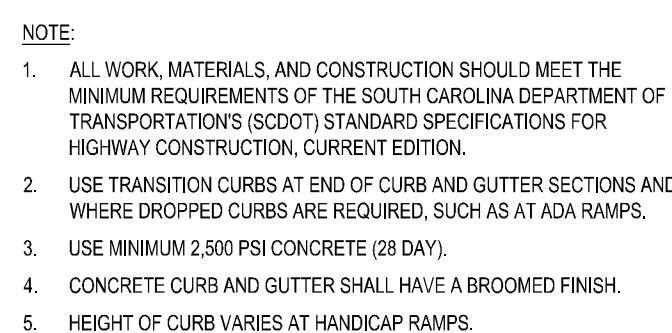 NOTE:
1. ALL WORK, MATERIALS, AND CONSTRUCTION SHOULD MEET THE
MINIMUM REQUIREMENTS OF THE SOUTH CAROLINA DEPARTMENT OF
TRANSPORTATION'S (SCDOT) STANDARD SPECIFICATIONS FOR
HIGHWAY CONSTRUCTION, CURRENT EDITION.
2. USE TRANSITION CURBS AT END OF CURB AND GUTTER SECTIONS AND
WHERE DROPPED CURBS ARE REQUIRED, SUCH AS AT ADA RAMPS.
3. USE MINIMUM 2,500 PSI CONCRETE (28 DAY).
4. CONCRETE CURB AND GUTTER SHALL HAVE A BROOMED FINISH.
5. HEIGHT OF CURB VARIES AT HANDICAP RAMPS.